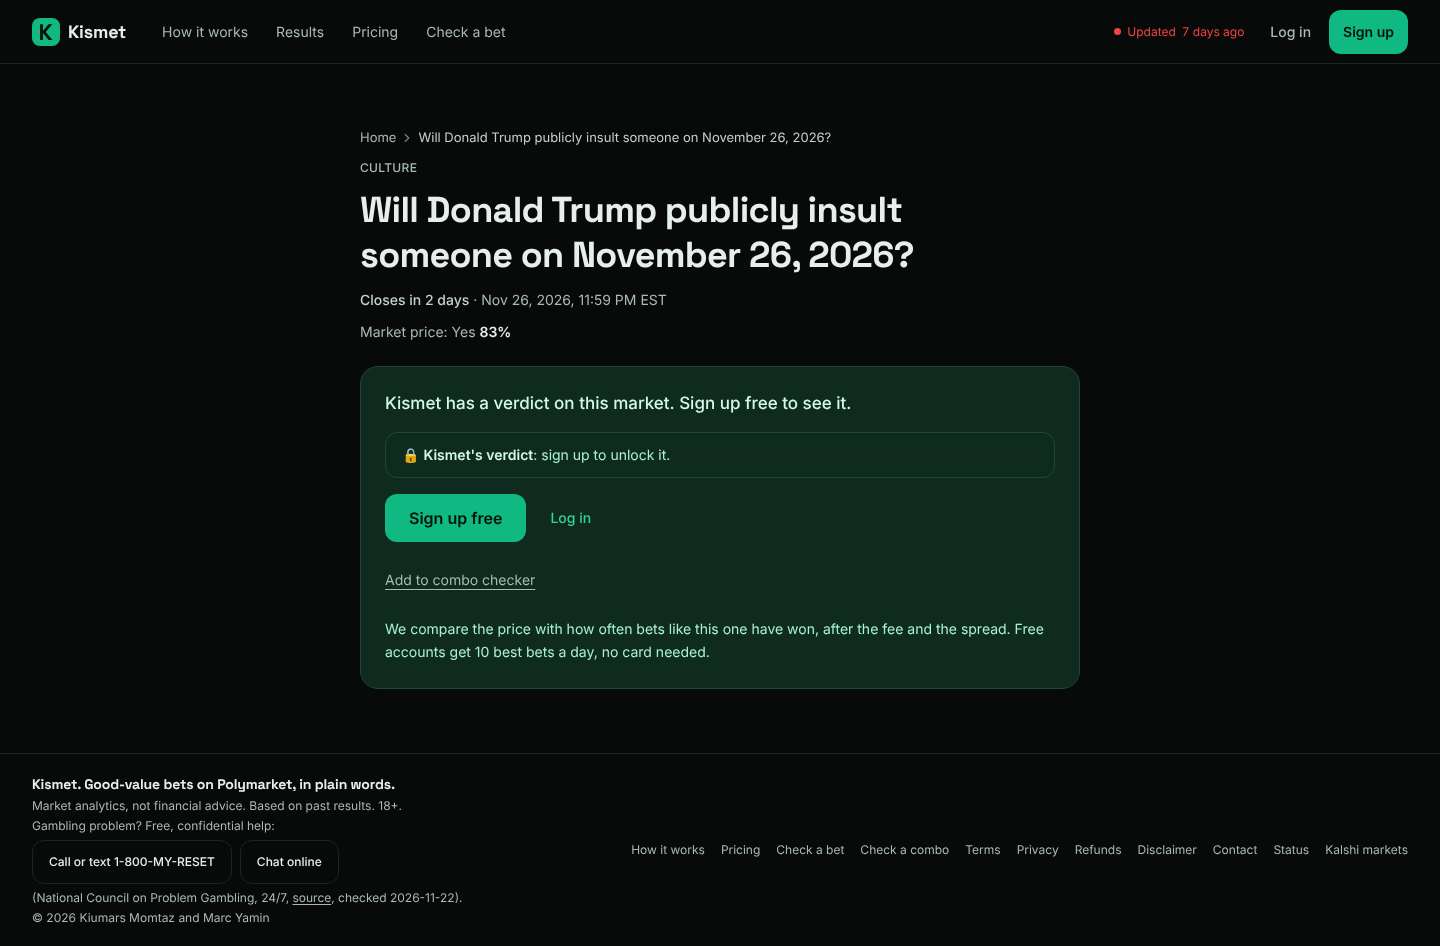 Kismet
How it works
Results
Pricing
Check a bet
Updated 7 days ago
Log in
Sign up
Home > Will Donald Trump publicly insult someone on November 26, 2026?
CULTURE
Will Donald Trump publicly insult
someone on November 26, 2026?
Closes in 2 days · Nov 26, 2026, 11:59 PM EST
Market price: Yes 83%
Kismet has a verdict on this market. Sign up free to see it.
🔒 Kismet's verdict: sign up to unlock it.
Sign up free
Log in
Add to combo checker
We compare the price with how often bets like this one have won, after the fee and the spread. Free
accounts get 10 best bets a day, no card needed.
Kismet. Good-value bets on Polymarket, in plain words.
Market analytics, not financial advice. Based on past results. 18+.
Gambling problem? Free, confidential help:
Call or text 1-800-MY-RESET
Chat online
(National Council on Problem Gambling, 24/7, source, checked 2026-11-22).
© 2026 Kiumars Momtaz and Marc Yamin
How it works
Pricing
Check a bet
Check a combo
Terms
Privacy
Refunds
Disclaimer
Contact
Status
Kalshi markets